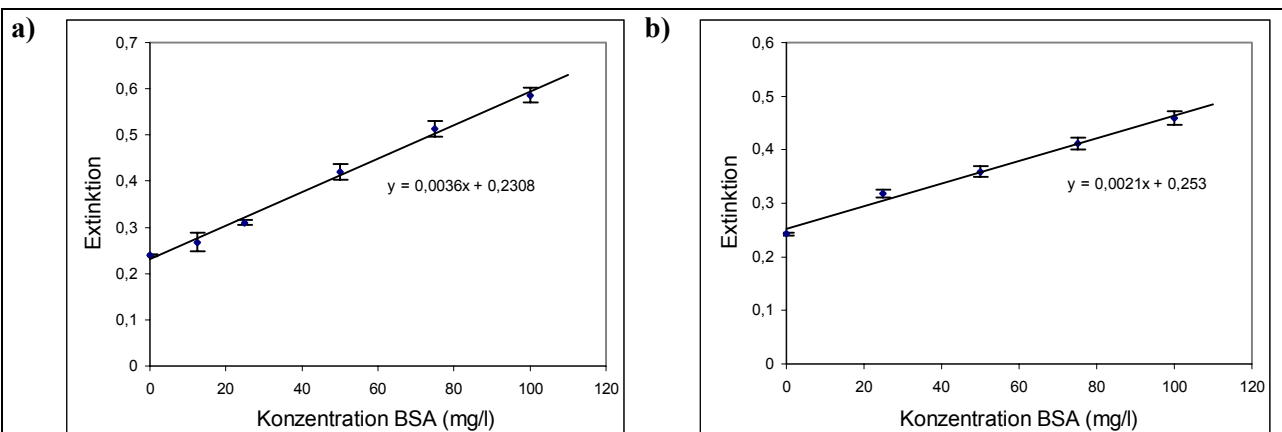 a)
0,7
0,6
0,5
0,4
0,3
0,2
0,1
0
Extinktion
y = 0,0036x + 0,2308
0 20 40 60 80 100 120
Konzentration BSA (mg/l)
b)
0,6
0,5
0,4
0,3
0,2
0,1
0
Extinktion
y = 0,0021x + 0,253
0 20 40 60 80 100 120
Konzentration BSA (mg/l)